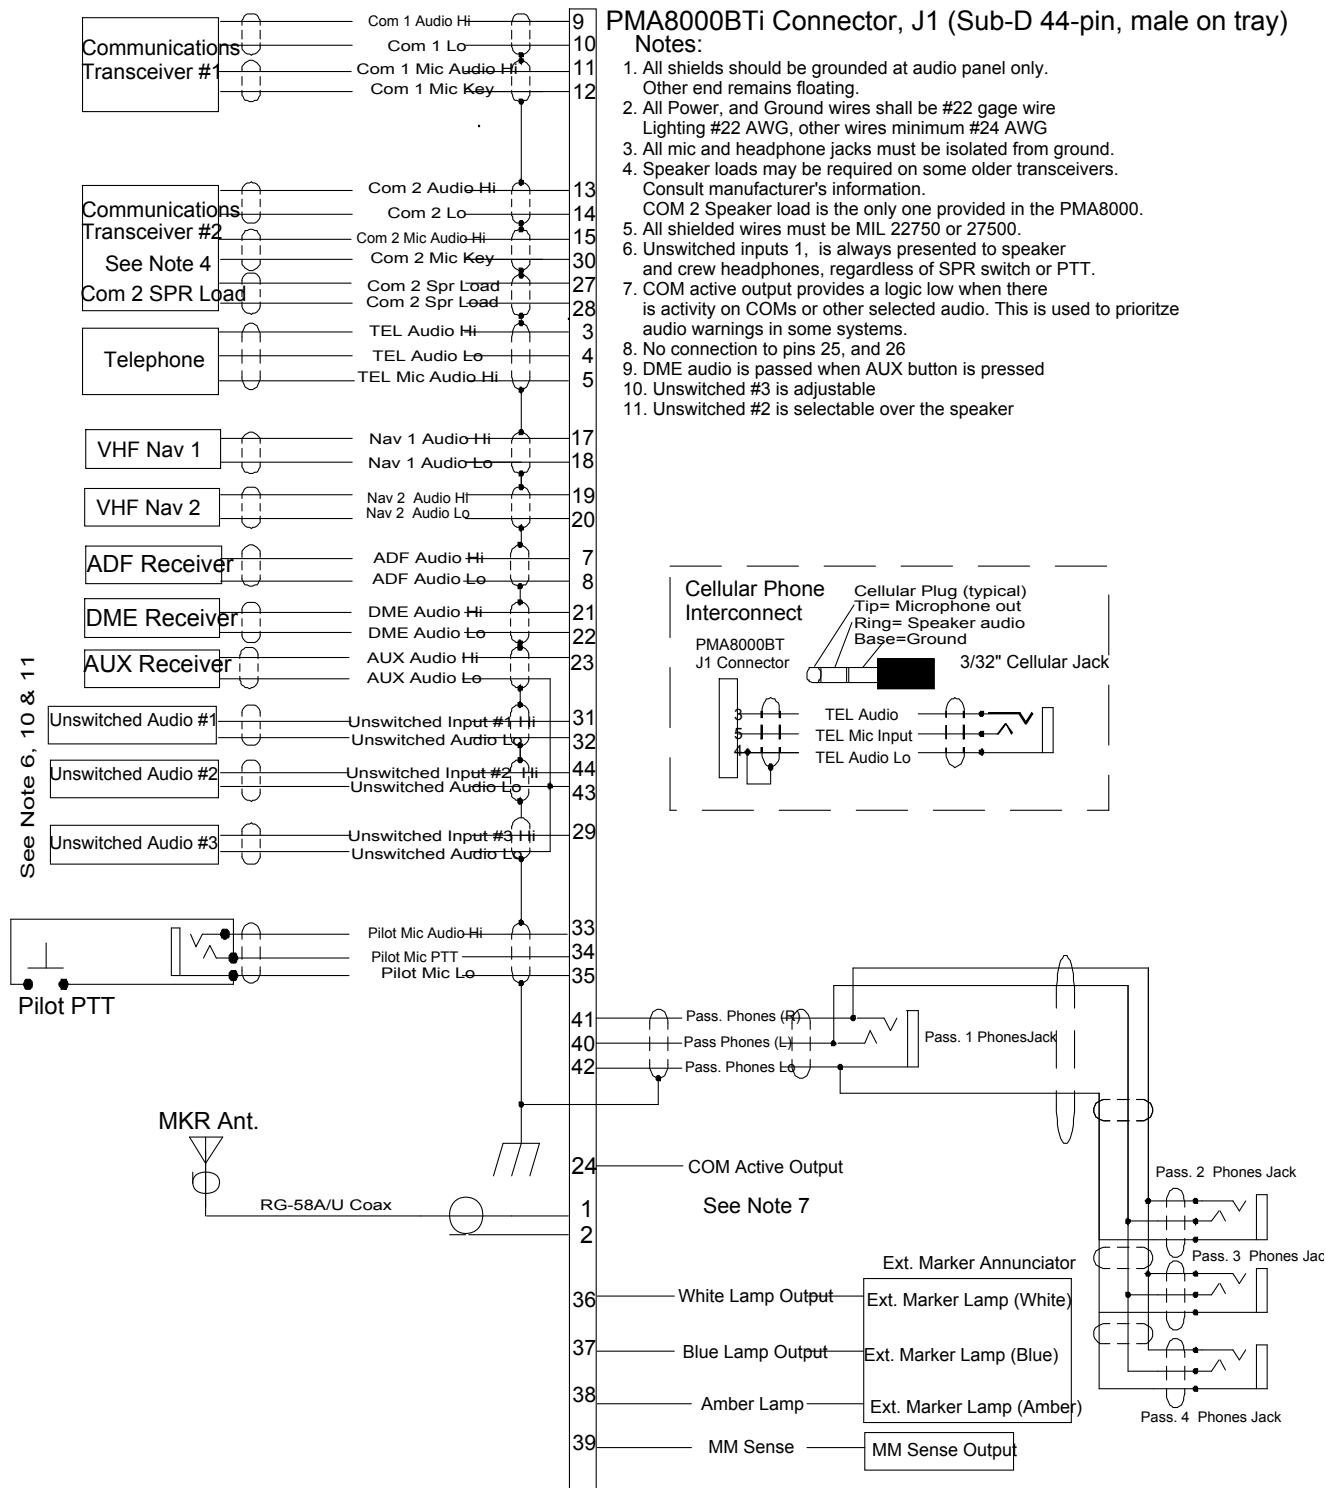 PMA8000BTi Connector, J1 (Sub-D 44-pin, male on tray)
Notes:
1. All shields should be grounded at audio panel only.
Other end remains floating.
2. All Power, and Ground wires shall be #22 gage wire
Lighting #22 AWG, other wires minimum #24 AWG
3. All mic and headphone jacks must be isolated from ground.
4. Speaker loads may be required on some older transceivers.
Consult manufacturer's information.
COM 2 Speaker load is the only one provided in the PMA8000.
5. All shielded wires must be MIL 22750 or 27500.
6. Unswitched inputs 1, is always presented to speaker
and crew headphones, regardless of SPR switch or PTT.
7. COM active output provides a logic low when there
is activity on COMs or other selected audio. This is used to prioritze
audio warnings in some systems.
8. No connection to pins 25, and 26
9. DME audio is passed when AUX button is pressed
10. Unswitched #3 is adjustable
11. Unswitched #2 is selectable over the speaker
Communications
Transceiver #1
Com 1 Audio Hi 9
Com 1 Lo 10
Com 1 Mic Audio Hi 11
Com 1 Mic Key 12
Communications
Transceiver #2
See Note 4
Com 2 SPR Load
Com 2 Audio Hi 13
Com 2 Lo 14
Com 2 Mic Audio Hi 15
Com 2 Mic Key 30
Com 2 Spr Load 27
Com 2 Spr Load 28
Telephone
TEL Audio Hi 3
TEL Audio Lo 4
TEL Mic Audio Hi 5
VHF Nav 1
Nav 1 Audio Hi 17
Nav 1 Audio Lo 18
VHF Nav 2
Nav 2 Audio Hi 19
Nav 2 Audio Lo 20
ADF Receiver
ADF Audio Hi 7
ADF Audio Lo 8
DME Receiver
DME Audio Hi 21
DME Audio Lo 22
AUX Receiver
AUX Audio Hi 23
AUX Audio Lo
See Note 6, 10 & 11
Unswitched Audio #1
Unswitched Input #1 Hi 31
Unswitched Audio Lo 32
Unswitched Audio #2
Unswitched Input #2 Hi 44
Unswitched Audio Lo 43
Unswitched Audio #3
Unswitched Input #3 Hi 29
Unswitched Audio Lo
Cellular Phone
Interconnect
Cellular Plug (typical)
Tip= Microphone out
Ring= Speaker audio
Base=Ground
PMA8000BT
J1 Connector
3/32" Cellular Jack
3 TEL Audio
5 TEL Mic Input
4 TEL Audio Lo
Pilot PTT
Pilot Mic Audio Hi 33
Pilot Mic PTT 34
Pilot Mic Lo 35
41 Pass. Phones (R)
40 Pass Phones (L)
42 Pass. Phones Lo
Pass. 1 PhonesJack
MKR Ant.
RG-58A/U Coax
24 COM Active Output
See Note 7
1
2
Pass. 2 Phones Jack
Pass. 3 Phones Jac
Pass. 4 Phones Jack
Ext. Marker Annunciator
36 White Lamp Output Ext. Marker Lamp (White)
37 Blue Lamp Output Ext. Marker Lamp (Blue)
38 Amber Lamp Ext. Marker Lamp (Amber)
39 MM Sense MM Sense Output